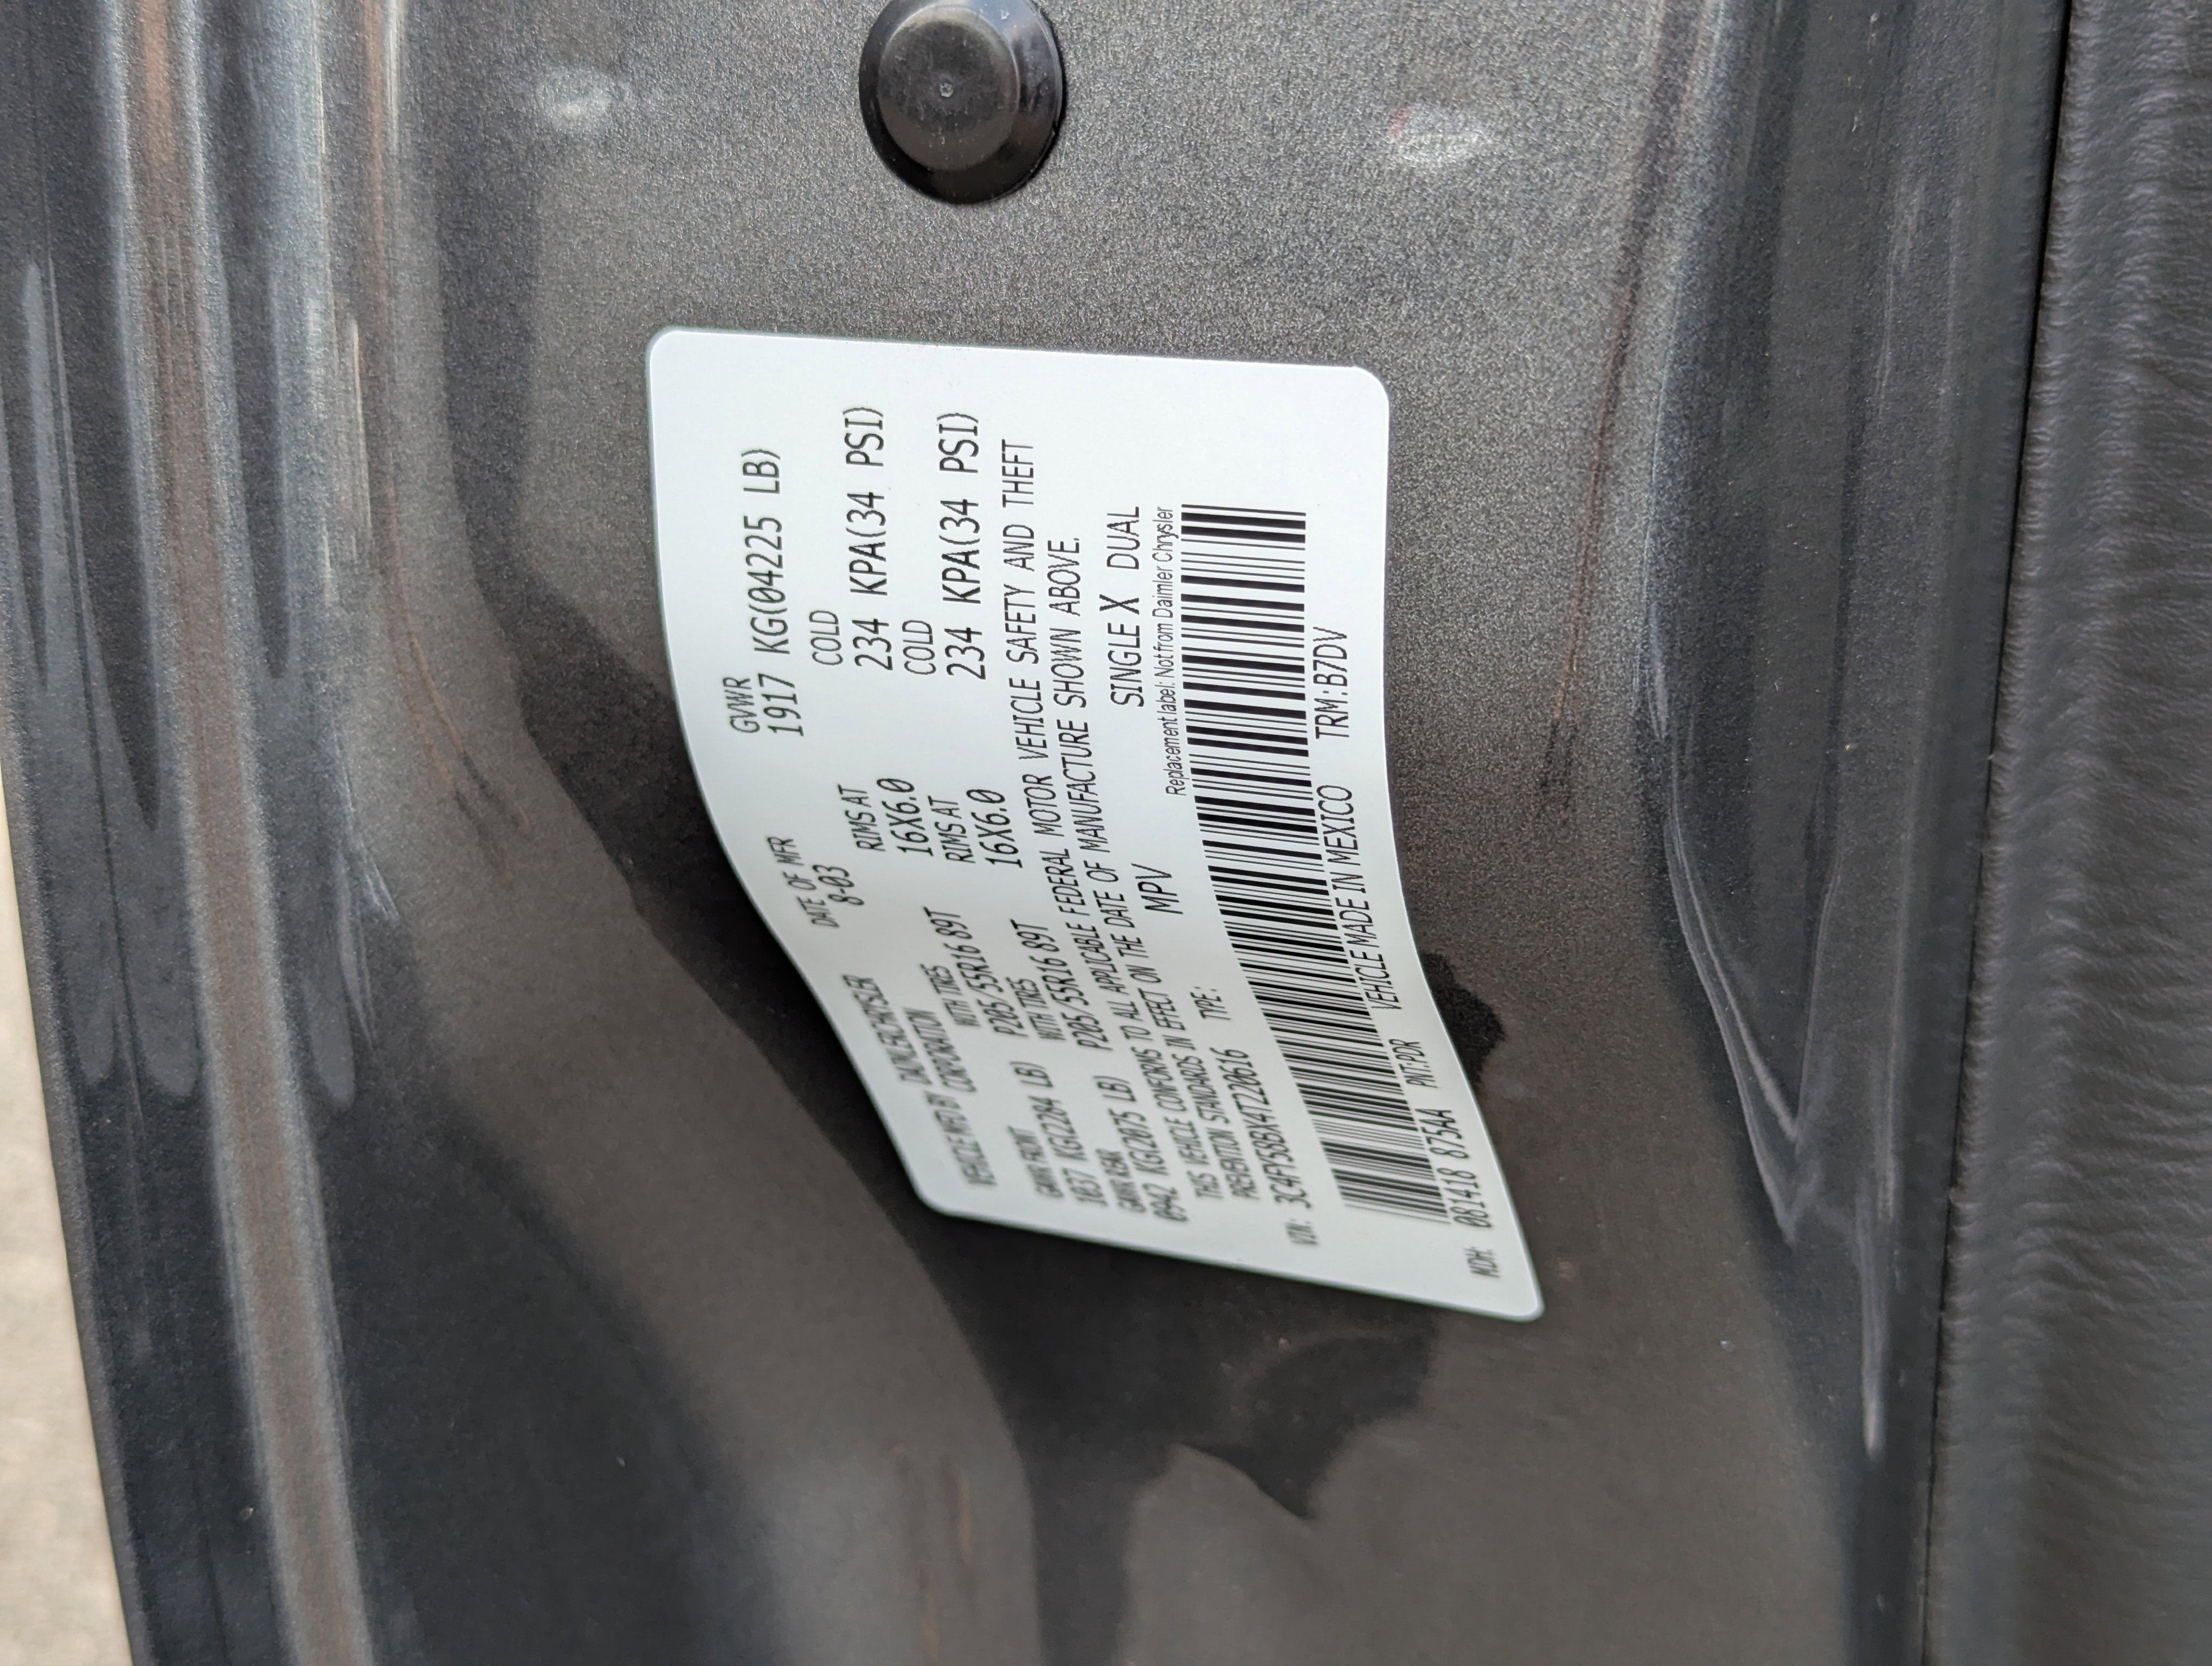 VEHICLE MFD BY DAIMLERCHRYSLER CORPORATION DATE OF MFR 8-03 GVWR 1917 KG(04225 LB)
GAWR FRONT WITH TIRES RIMS AT COLD
1037 KG(2284 LB) P205/55R16 89T 16X6.0 234 KPA(34 PSI)
GAWR REAR WITH TIRES RIMS AT COLD
0942 KG(2075 LB) P205/55R16 89T 16X6.0 234 KPA(34 PSI)
THIS VEHICLE CONFORMS TO ALL APPLICABLE FEDERAL MOTOR VEHICLE SAFETY AND THEFT
PREVENTION STANDARDS IN EFFECT ON THE DATE OF MANUFACTURE SHOWN ABOVE.
VIN: 3C4FY58BX4T220616 TYPE: MPV SINGLE X DUAL
Replacement label: Not from Daimler Chrysler
MDH: 081418 875AA PNT:PDR VEHICLE MADE IN MEXICO TRM:B7DV